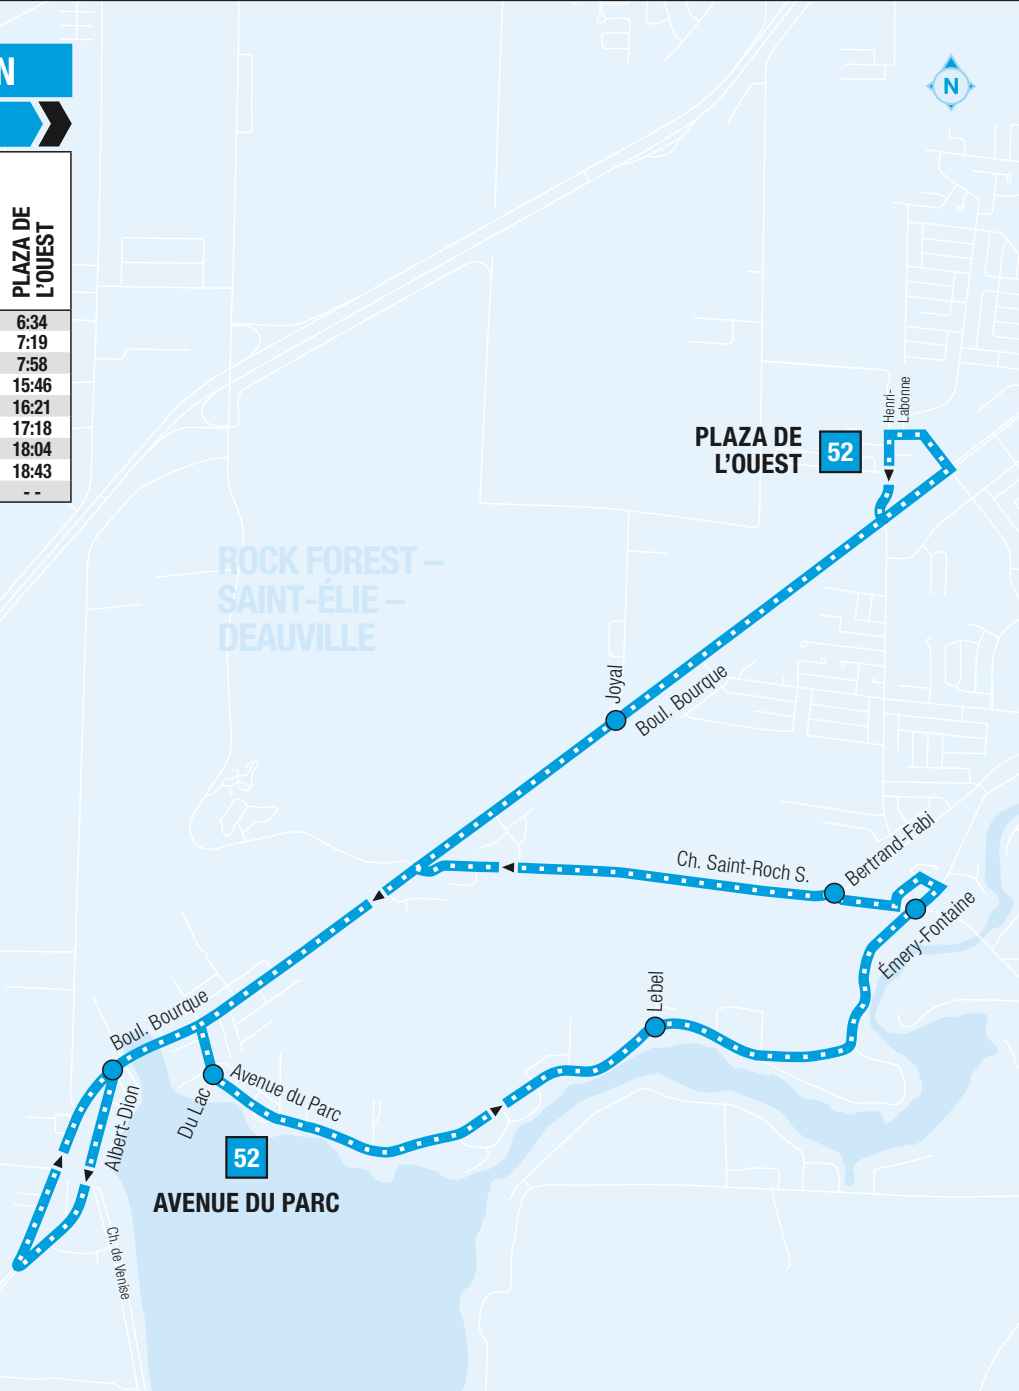 N
N
PLAZA DE
L'OUEST
6:34
7:19
7:58
15:46
16:21
17:18
18:04
18:43
- -
Henri-
Labonne
PLAZA DE
L'OUEST
52
ROCK FOREST –
SAINT-ÉLIE –
DEAUVILLE
Joyal
Boul. Bourque
Ch. Saint-Roch S.
Bertrand-Fabi
Émery-Fontaine
Lebel
Boul. Bourque
Albert-Dion
Du Lac
Avenue du Parc
52
AVENUE DU PARC
Ch. de Venise